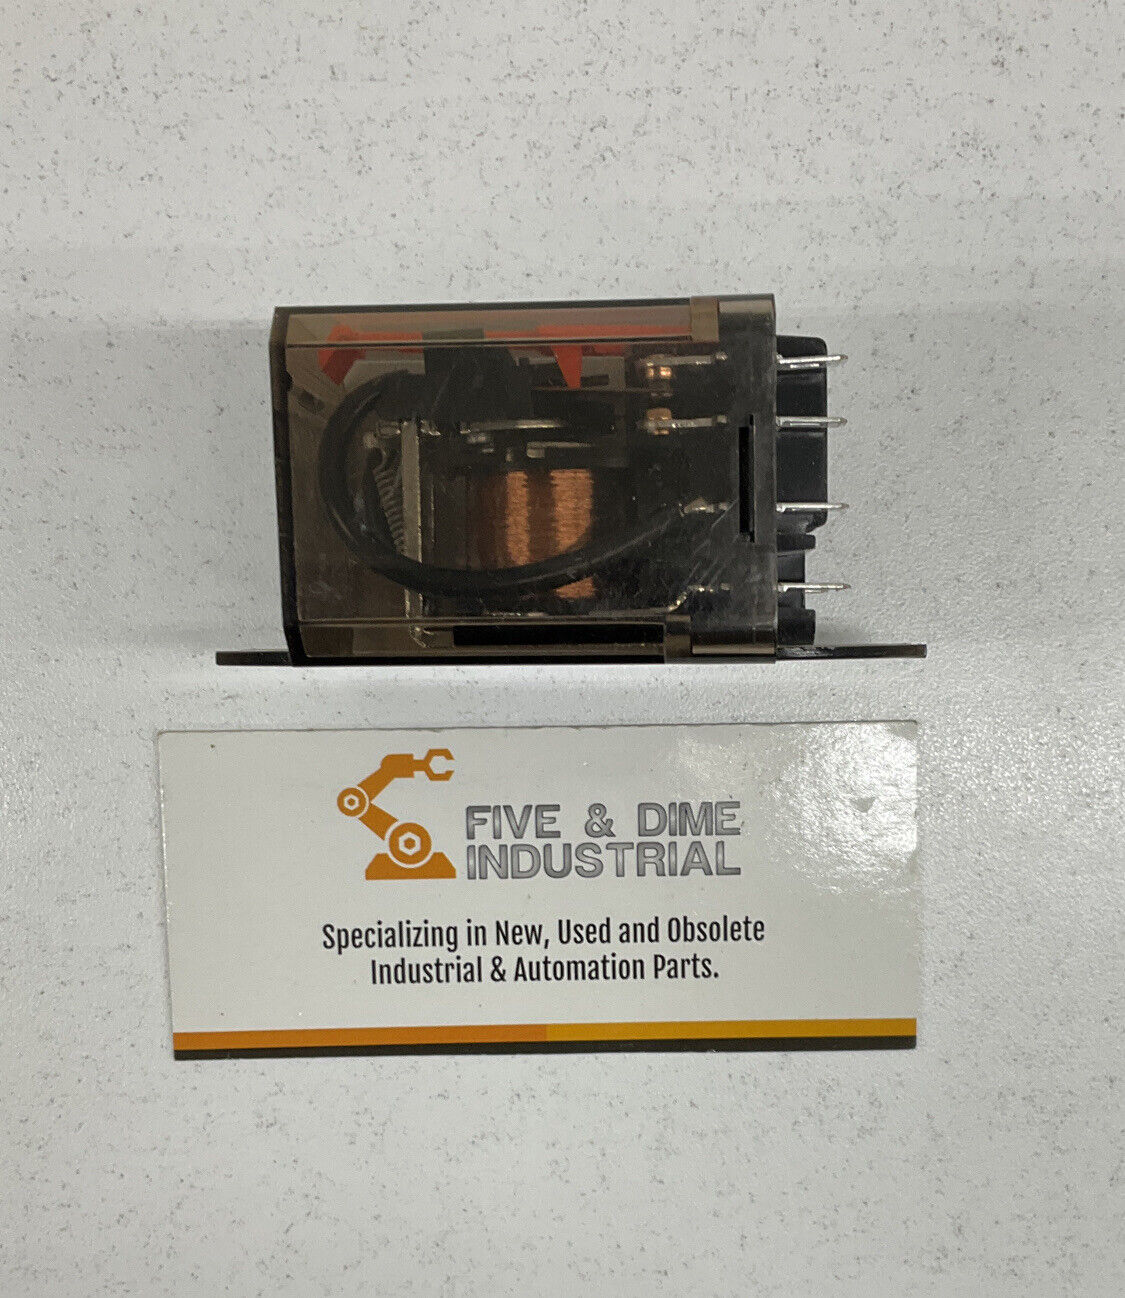 FIVE & DIME
INDUSTRIAL
Specializing in New, Used and Obsolete
Industrial & Automation Parts.